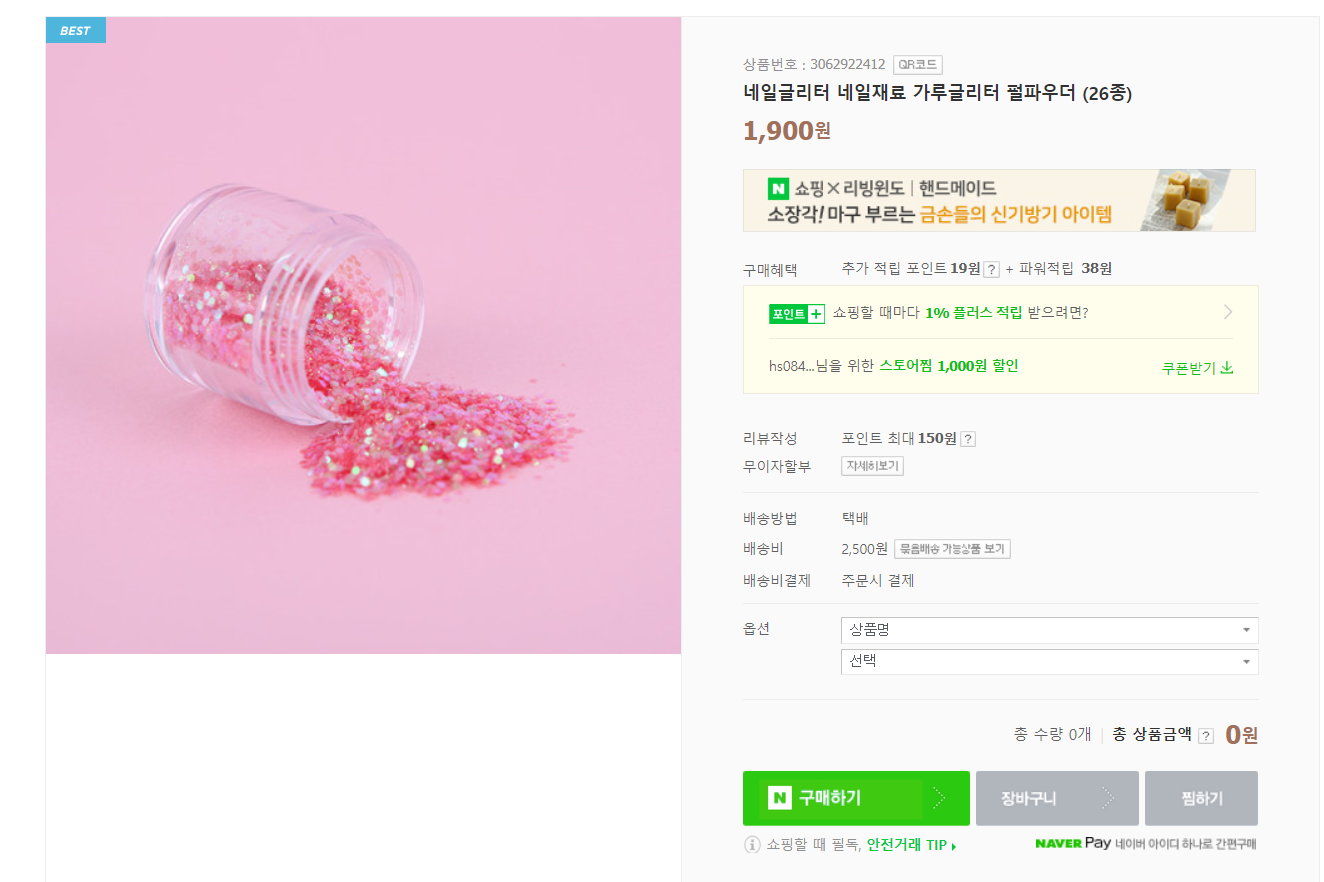 BEST
상품번호 : 3062922412 QR코드
네일글리터 네일재료 가루글리터 펄파우더 (26종)
1,900원
N 쇼핑×리빙윈도 | 핸드메이드
소장각! 마구 부르는 금손들의 신기방기 아이템
구매혜택 추가 적립 포인트 19원 ? + 파워적립 38원
포인트+ 쇼핑할 때마다 1% 플러스 적립 받으려면?
hs084...님을 위한 스토어찜 1,000원 할인 쿠폰받기
리뷰작성 포인트 최대 150원 ?
무이자할부 자세히보기
배송방법 택배
배송비 2,500원 묶음배송 가능상품 보기
배송비결제 주문시 결제
옵션 상품명
선택
총 수량 0개 | 총 상품금액 ? 0원
N 구매하기 장바구니 찜하기
쇼핑할 때 필독, 안전거래 TIP NAVER Pay 네이버 아이디 하나로 간편구매